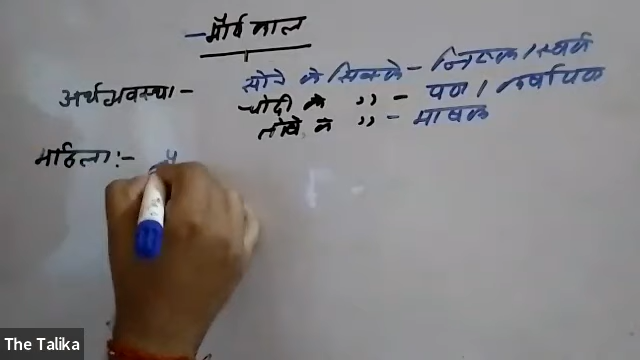 - मौर्य काल
अर्थव्यवस्था - सोने के सिक्के - निष्क / स्वर्ण
चाँदी के ,, - पण / कर्षापण
तांबे के ,, - माषक
महिला :-
The Talika